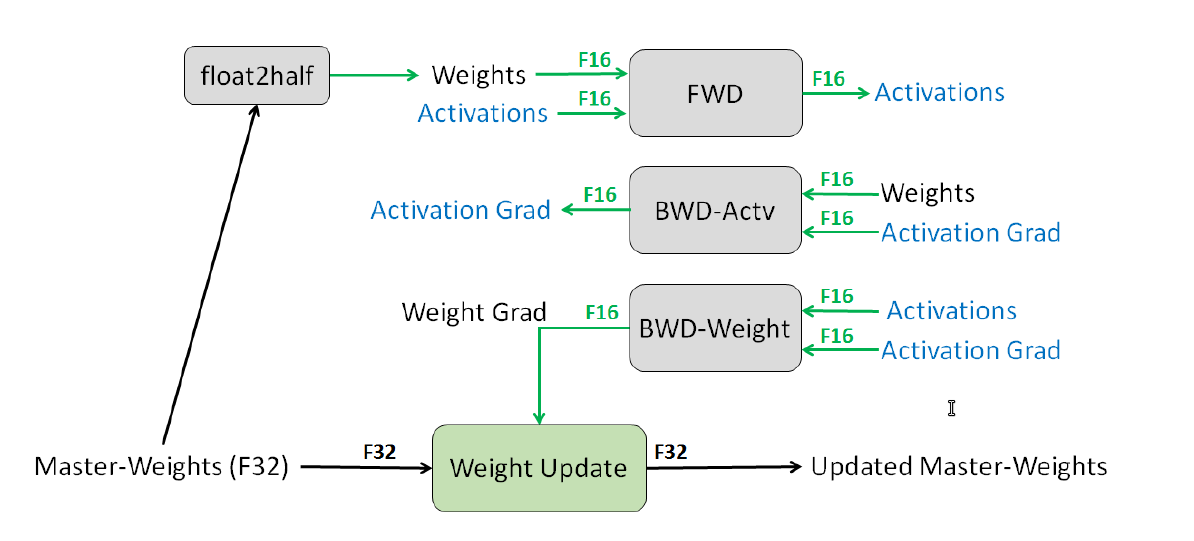 float2half
Weights
F16
Activations
F16
FWD
F16
Activations
Activation Grad
F16
BWD-Actv
F16
Weights
F16
Activation Grad
Weight Grad
F16
BWD-Weight
F16
Activations
F16
Activation Grad
Master-Weights (F32)
F32
Weight Update
F32
Updated Master-Weights